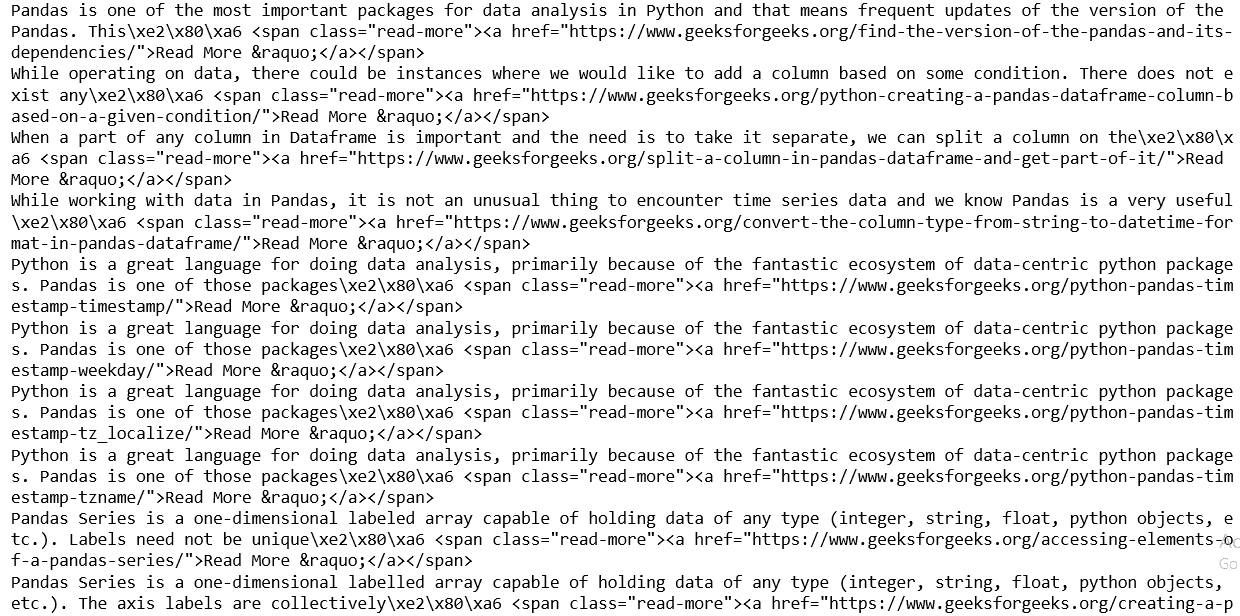 Pandas is one of the most important packages for data analysis in Python and that means frequent updates of the version of the
Pandas. This\xe2\x80\xa6 <span class="read-more"><a href="https://www.geeksforgeeks.org/find-the-version-of-the-pandas-and-its-
dependencies/">Read More &raquo;</a></span>
While operating on data, there could be instances where we would like to add a column based on some condition. There does not e
xist any\xe2\x80\xa6 <span class="read-more"><a href="https://www.geeksforgeeks.org/python-creating-a-pandas-dataframe-column-b
ased-on-a-given-condition/">Read More &raquo;</a></span>
When a part of any column in Dataframe is important and the need is to take it separate, we can split a column on the\xe2\x80\x
a6 <span class="read-more"><a href="https://www.geeksforgeeks.org/split-a-column-in-pandas-dataframe-and-get-part-of-it/">Read
More &raquo;</a></span>
While working with data in Pandas, it is not an unusual thing to encounter time series data and we know Pandas is a very useful
\xe2\x80\xa6 <span class="read-more"><a href="https://www.geeksforgeeks.org/convert-the-column-type-from-string-to-datetime-for
mat-in-pandas-dataframe/">Read More &raquo;</a></span>
Python is a great language for doing data analysis, primarily because of the fantastic ecosystem of data-centric python package
s. Pandas is one of those packages\xe2\x80\xa6 <span class="read-more"><a href="https://www.geeksforgeeks.org/python-pandas-tim
estamp-timestamp/">Read More &raquo;</a></span>
Python is a great language for doing data analysis, primarily because of the fantastic ecosystem of data-centric python package
s. Pandas is one of those packages\xe2\x80\xa6 <span class="read-more"><a href="https://www.geeksforgeeks.org/python-pandas-tim
estamp-weekday/">Read More &raquo;</a></span>
Python is a great language for doing data analysis, primarily because of the fantastic ecosystem of data-centric python package
s. Pandas is one of those packages\xe2\x80\xa6 <span class="read-more"><a href="https://www.geeksforgeeks.org/python-pandas-tim
estamp-tz_localize/">Read More &raquo;</a></span>
Python is a great language for doing data analysis, primarily because of the fantastic ecosystem of data-centric python package
s. Pandas is one of those packages\xe2\x80\xa6 <span class="read-more"><a href="https://www.geeksforgeeks.org/python-pandas-tim
estamp-tzname/">Read More &raquo;</a></span>
Pandas Series is a one-dimensional labeled array capable of holding data of any type (integer, string, float, python objects, e
tc.). Labels need not be unique\xe2\x80\xa6 <span class="read-more"><a href="https://www.geeksforgeeks.org/accessing-elements-o
f-a-pandas-series/">Read More &raquo;</a></span>
Go
Pandas Series is a one-dimensional labelled array capable of holding data of any type (integer, string, float, python objects,
etc.). The axis labels are collectively\xe2\x80\xa6 <span class="read-more"><a href="https://www.geeksforgeeks.org/creating-a-p